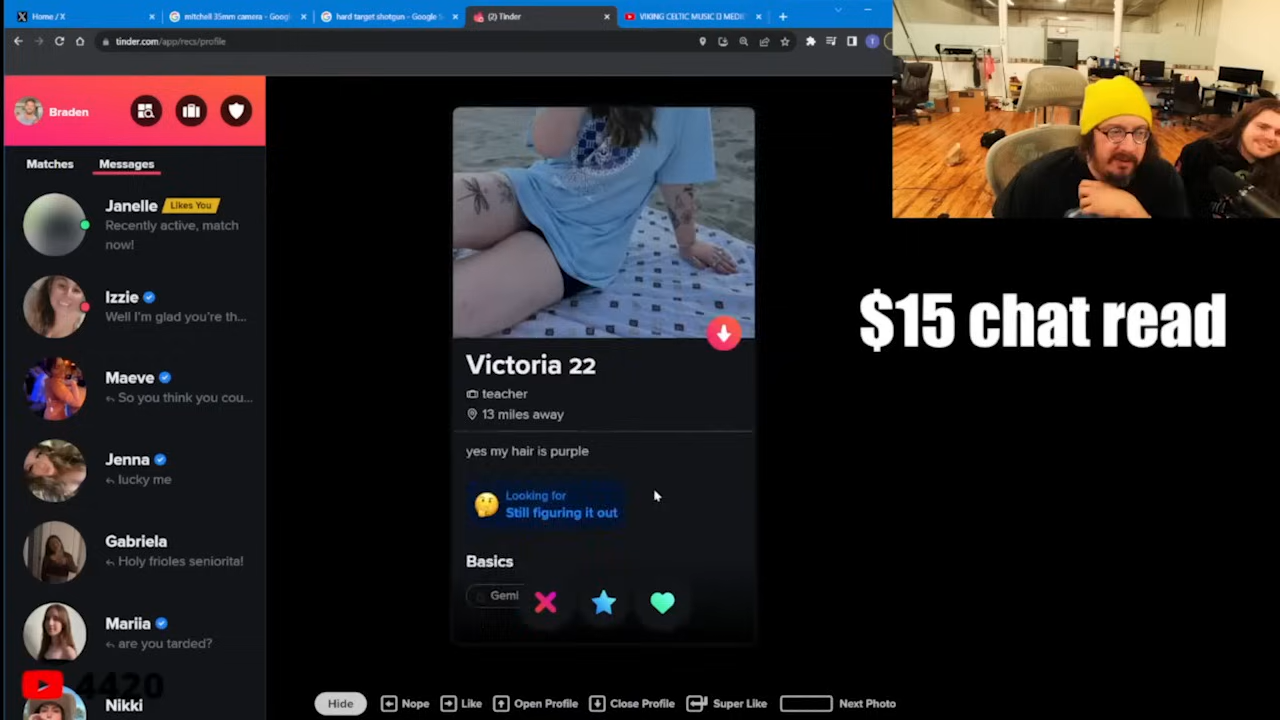 Home / X
mitchell 35mm camera - Googl
hard target shotgun - Google S
(2) Tinder
VIKING CELTIC MUSIC
MEDI
tinder.com/app/recs/profile
T
Braden
Matches
Messages
Janelle Likes You
Recently active, match
now!
Izzie
Well I'm glad you're th...
Maeve
So you think you cou...
Jenna
lucky me
Gabriela
Holy frioles seniorita!
Mariia
are you tarded?
4420
Nikki
Victoria 22
teacher
13 miles away
yes my hair is purple
Looking for
Still figuring it out
Basics
Gemi
Hide
Nope
Like
Open Profile
Close Profile
Super Like
Next Photo
$15 chat read